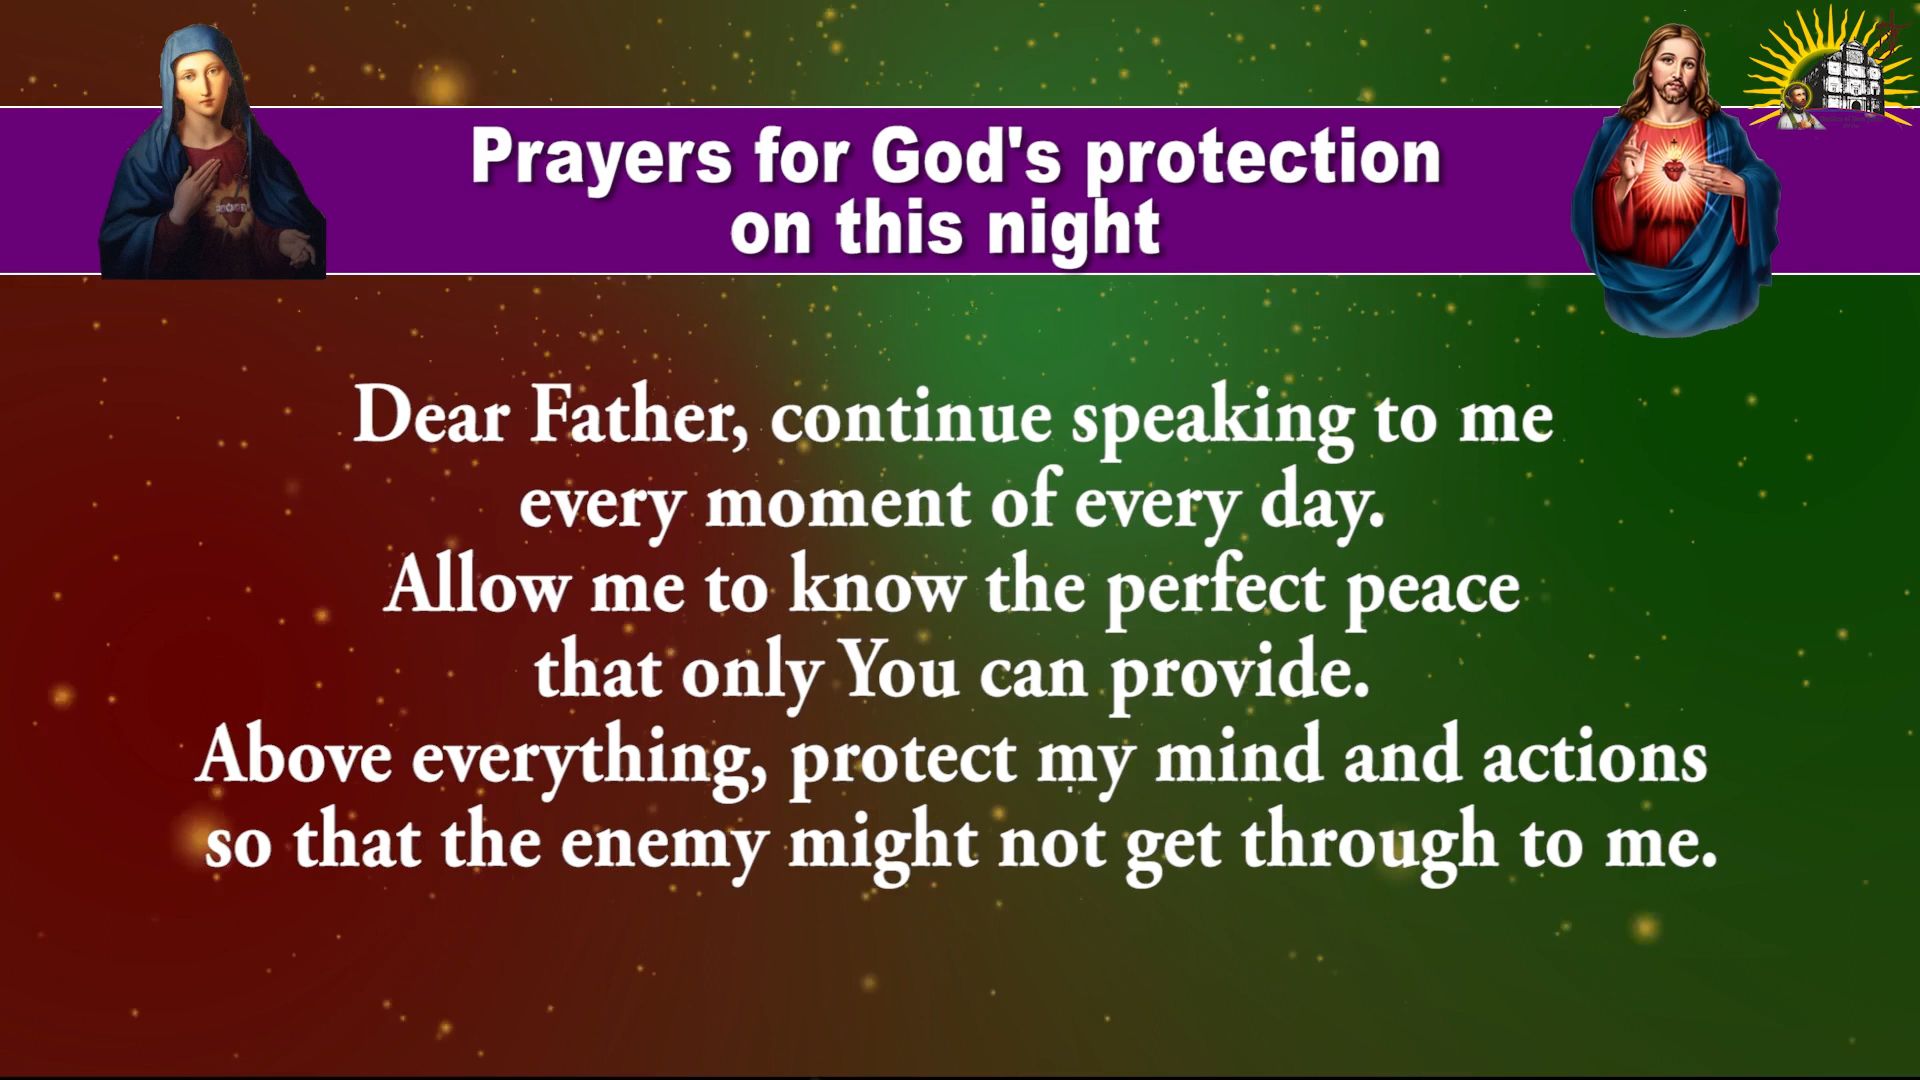 Prayers for God's protection
on this night
Dear Father, continue speaking to me
every moment of every day.
Allow me to know the perfect peace
that only You can provide.
Above everything, protect my mind and actions
so that the enemy might not get through to me.